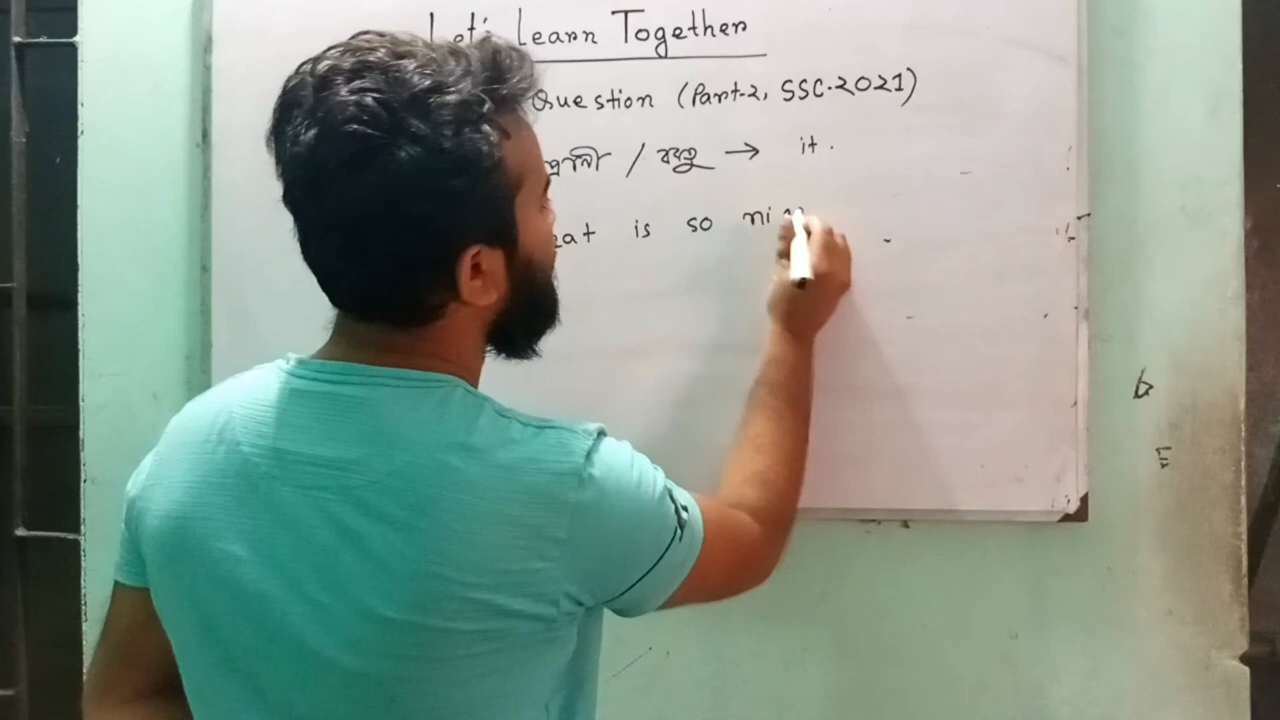 Let's Learn Together
Question (Part-2, SSC-2021)
/ বস্তু → it.
is so